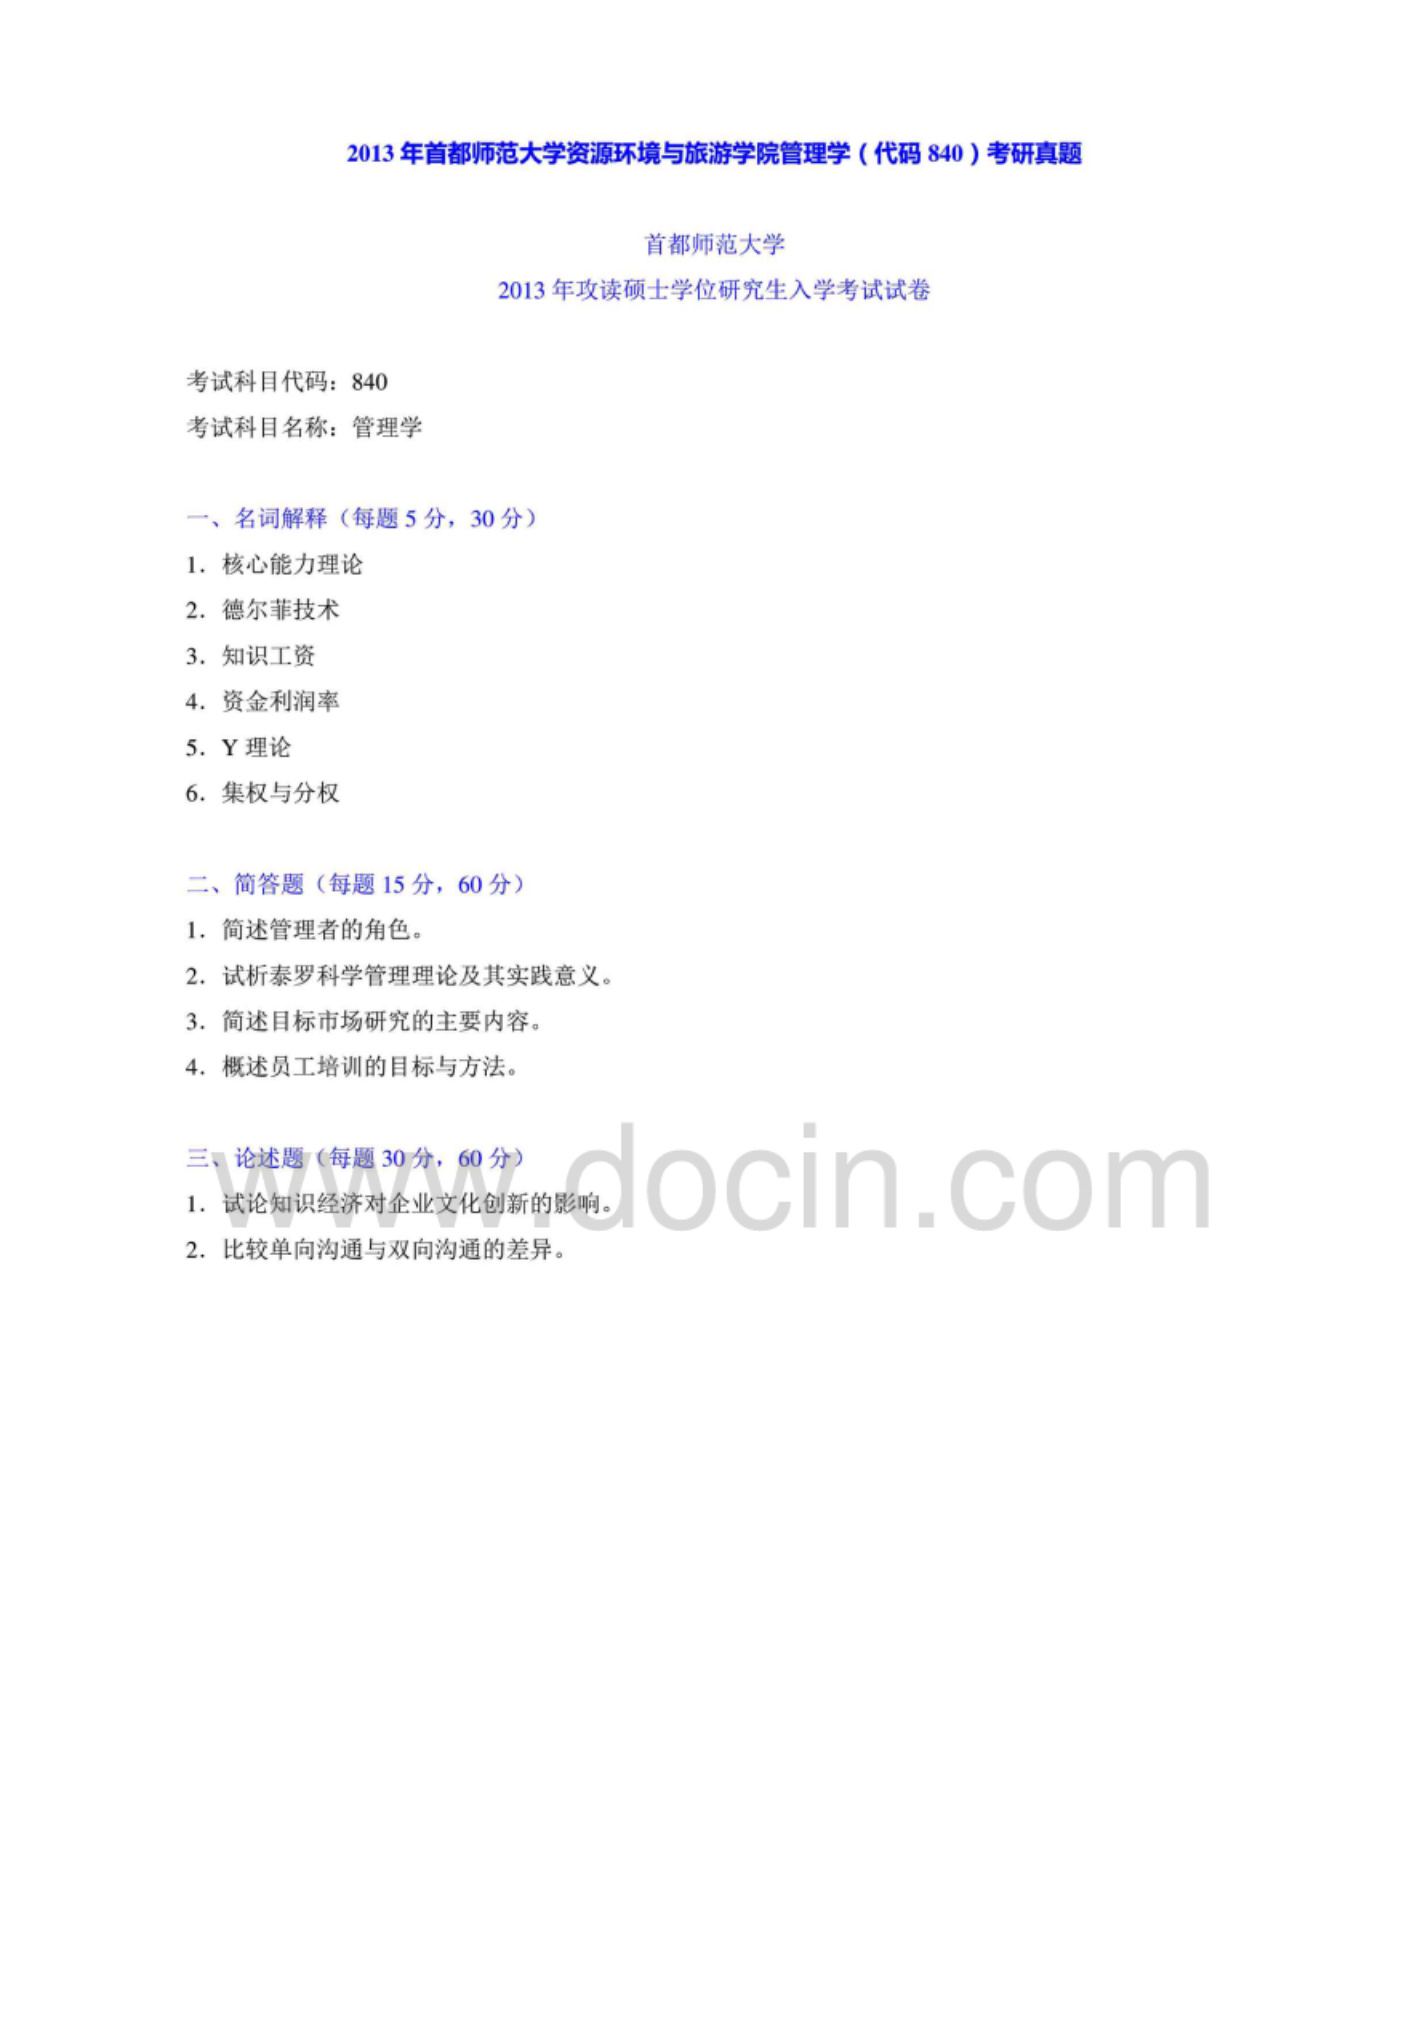 2013 年首都师范大学资源环境与旅游学院管理学（代码 840）考研真题
首都师范大学
2013 年攻读硕士学位研究生入学考试试卷
考试科目代码：840
考试科目名称：管理学
一、名词解释（每题 5 分，30 分）
1．核心能力理论
2．德尔菲技术
3．知识工资
4．资金利润率
5．Y 理论
6．集权与分权
二、简答题（每题 15 分，60 分）
1．简述管理者的角色。
2．试析泰罗科学管理理论及其实践意义。
3．简述目标市场研究的主要内容。
4．概述员工培训的目标与方法。
三、论述题（每题 30 分，60 分）
1．试论知识经济对企业文化创新的影响。
2．比较单向沟通与双向沟通的差异。
www.docin.com